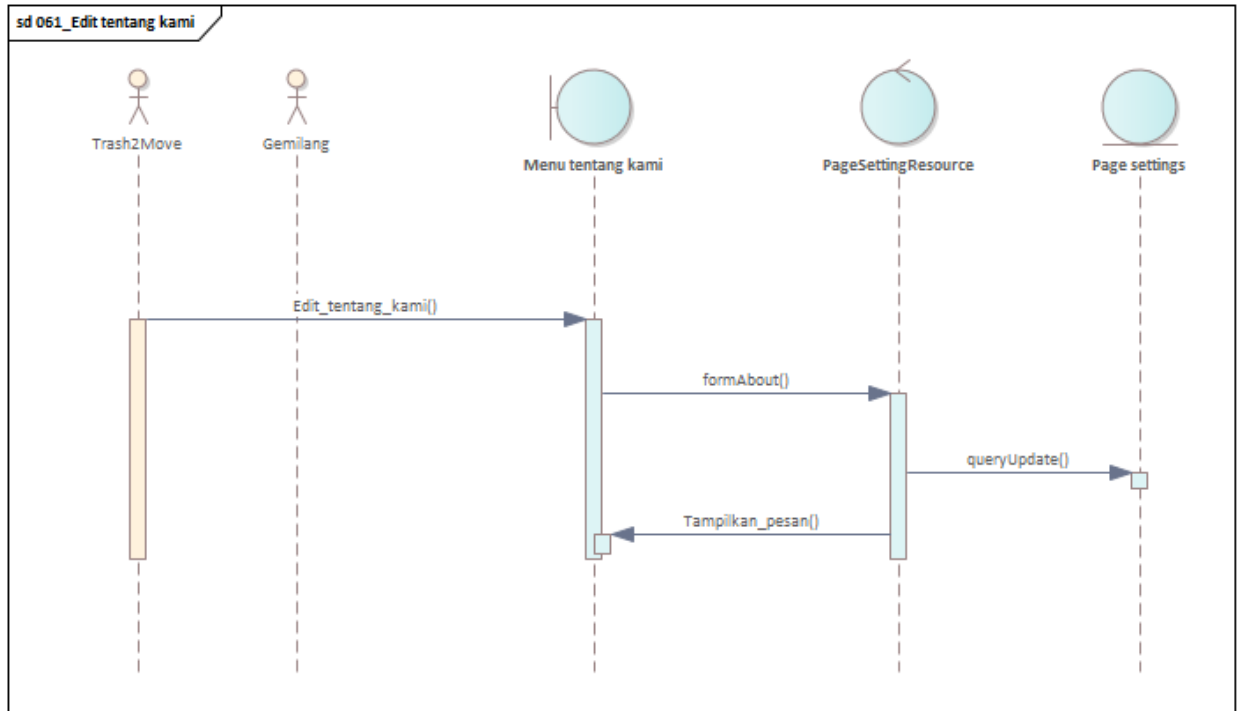 sd 061_Edit tentang kami
Trash2Move
Gemilang
Menu tentang kami
PageSettingResource
Page settings
Edit_tentang_kami()
formAbout()
queryUpdate()
Tampilkan_pesan()